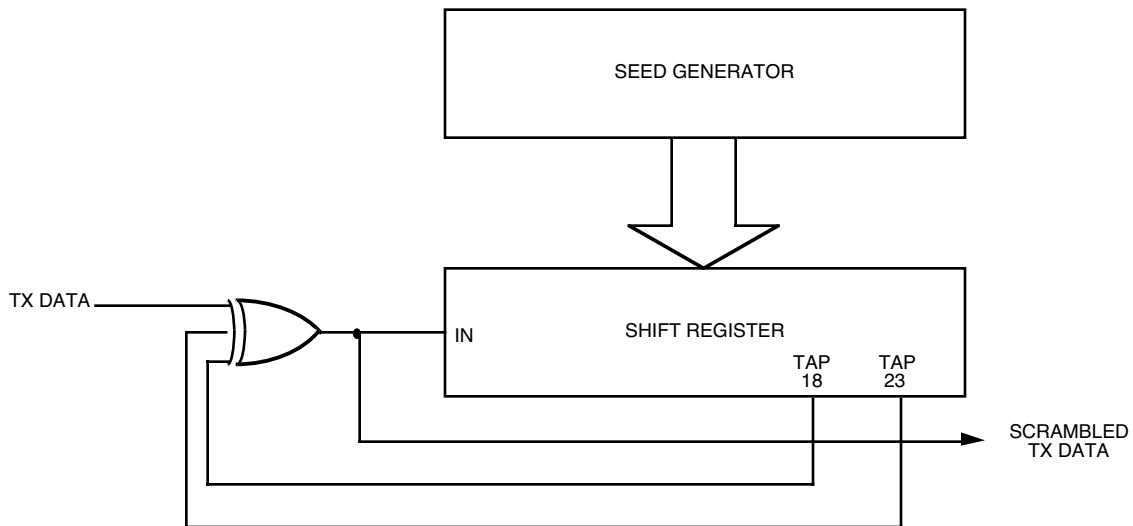 SEED GENERATOR
TX DATA
IN
SHIFT REGISTER
TAP
18
TAP
23
SCRAMBLED
TX DATA